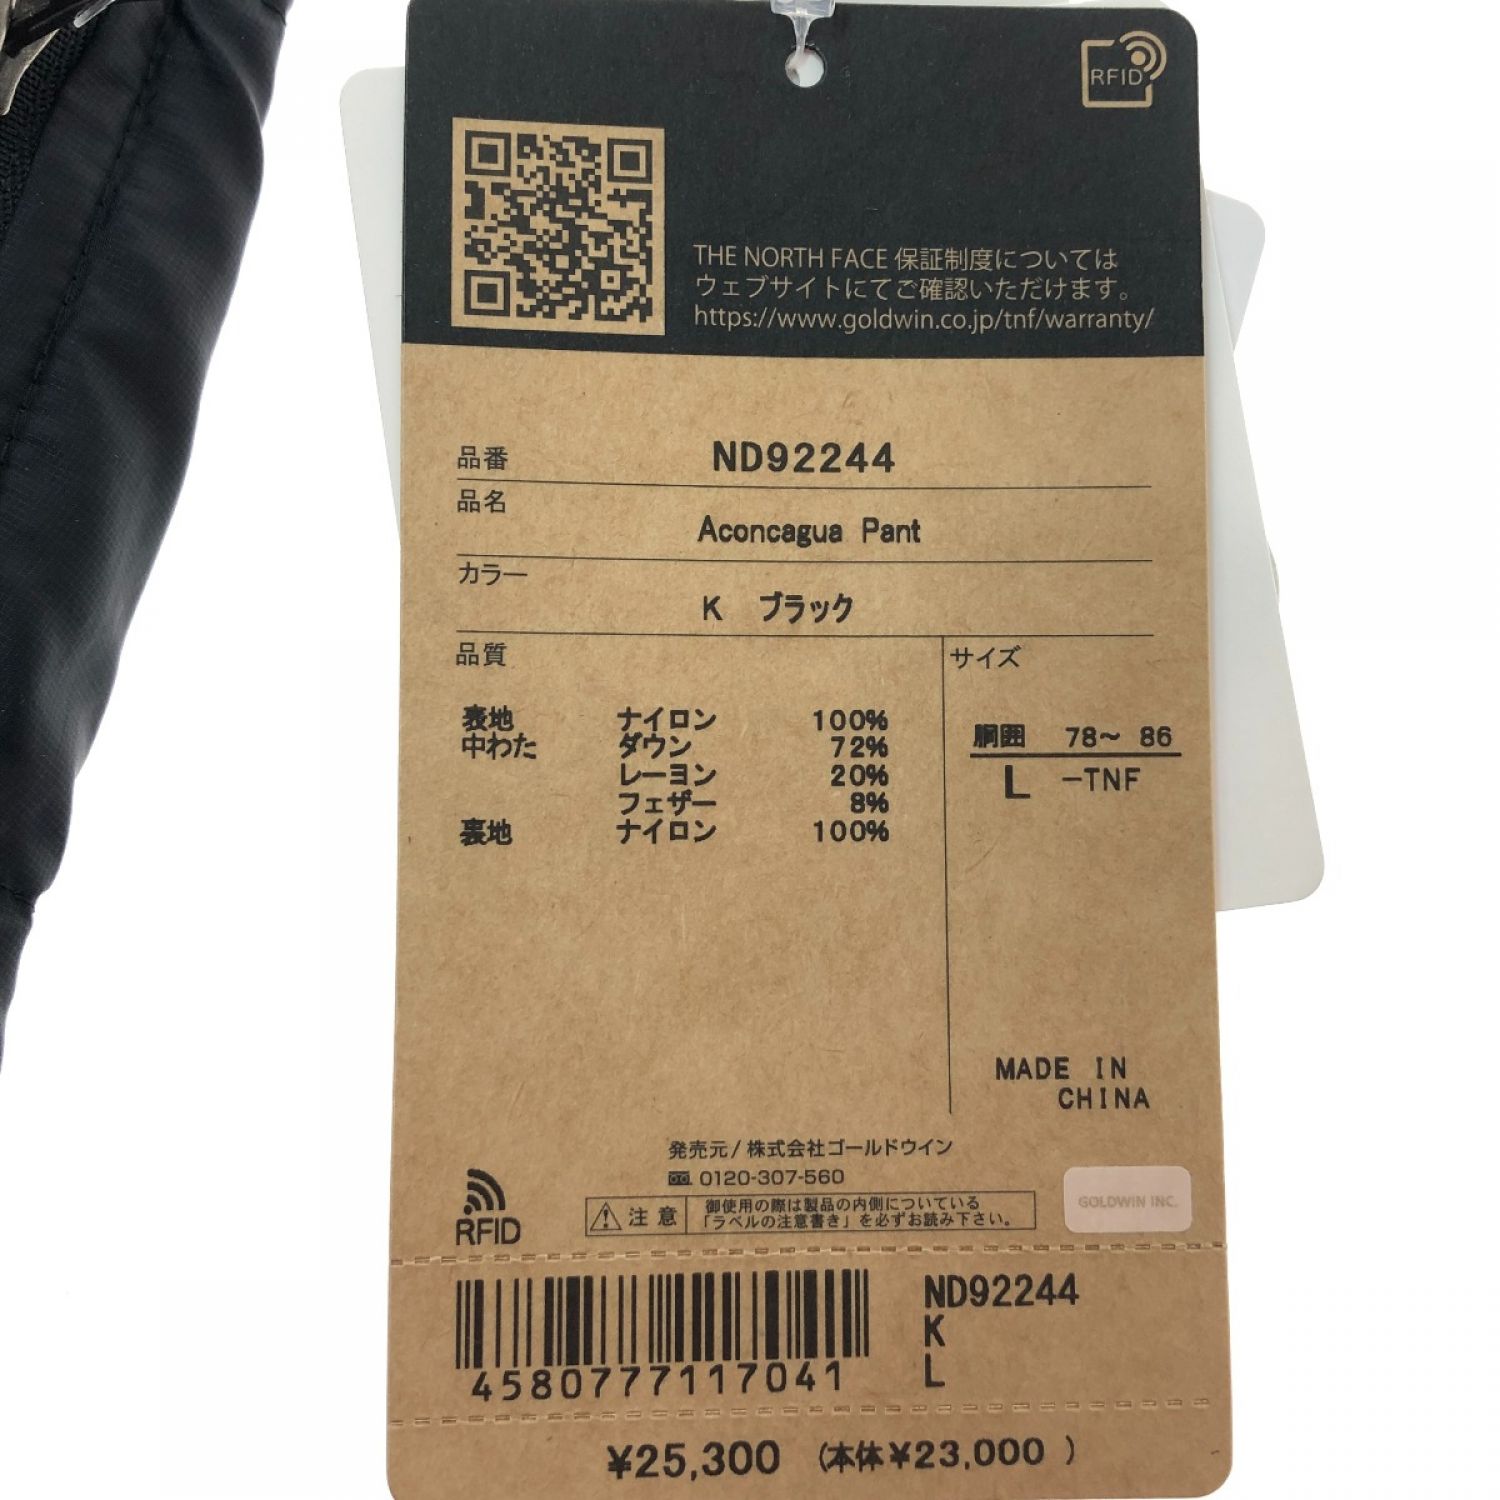 RFID
THE NORTH FACE 保証制度については
ウェブサイトにてご確認いただけます。
https://www.goldwin.co.jp/tnf/warranty/
品番 ND92244
品名
Aconcagua Pant
カラー
K ブラック
品質
サイズ
表地 ナイロン 100%
中わた ダウン 72%
レーヨン 20%
フェザー 8%
裏地 ナイロン 100%
胴囲 78〜 86
L -TNF
MADE IN
CHINA
発売元/株式会社ゴールドウイン
0120-307-560
注意
御使用の際は製品の内側についている
「ラベルの注意書き」を必ずお読み下さい。
GOLDWIN INC.
RFID
4580777117041
ND92244
K
L
¥25,300 (本体¥23,000 )